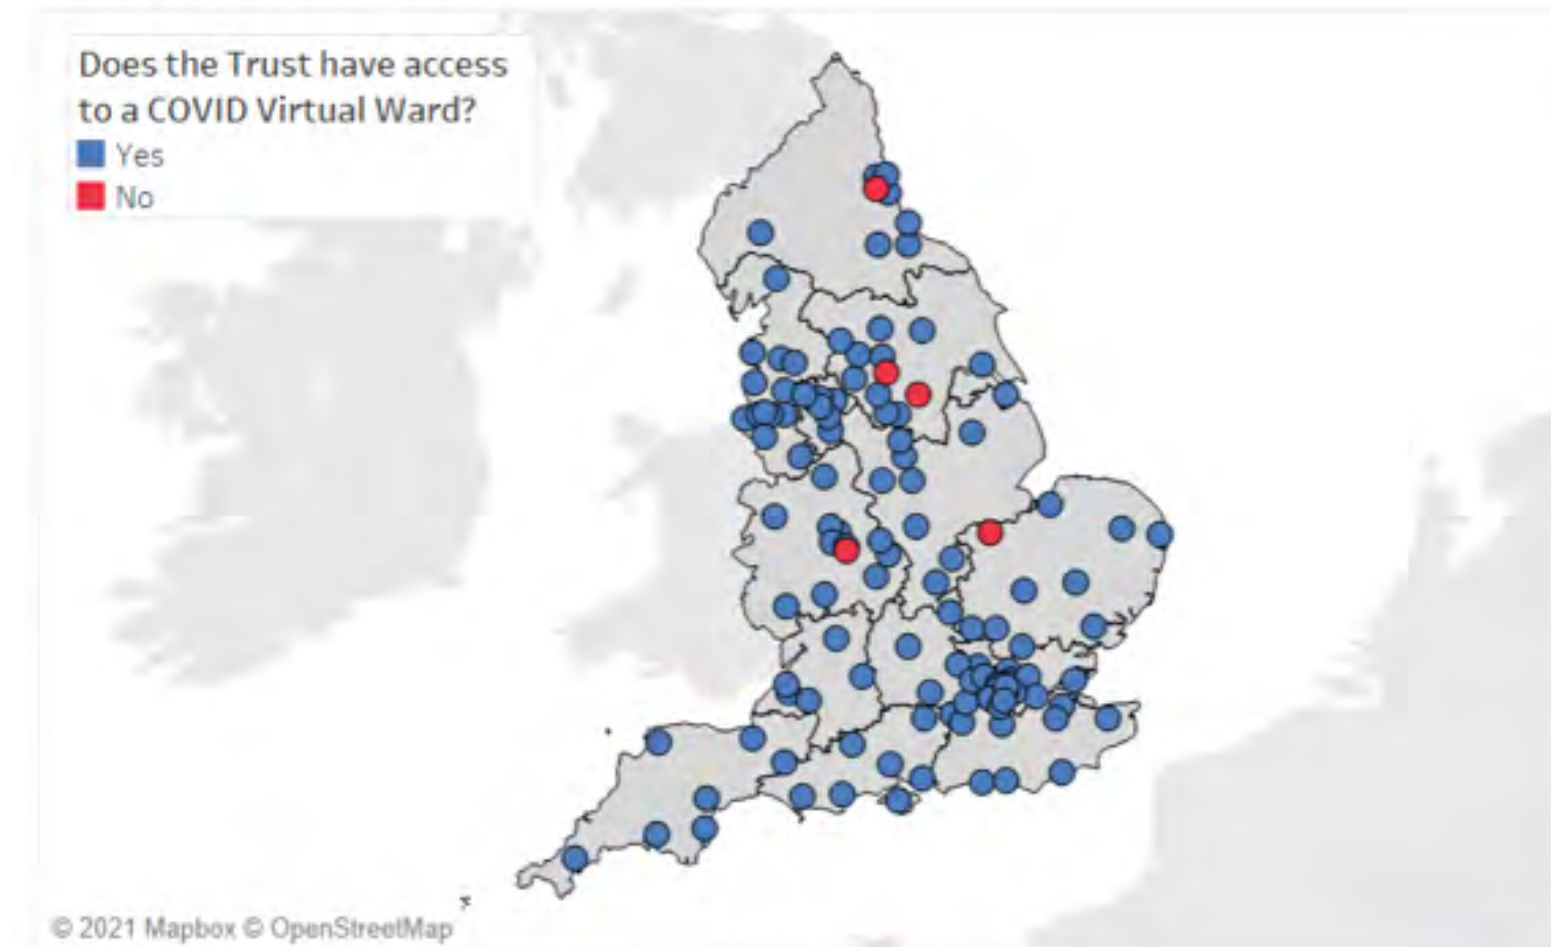 Does the Trust have access
to a COVID Virtual Ward?
Yes
No
© 2021 Mapbox © OpenStreetMap